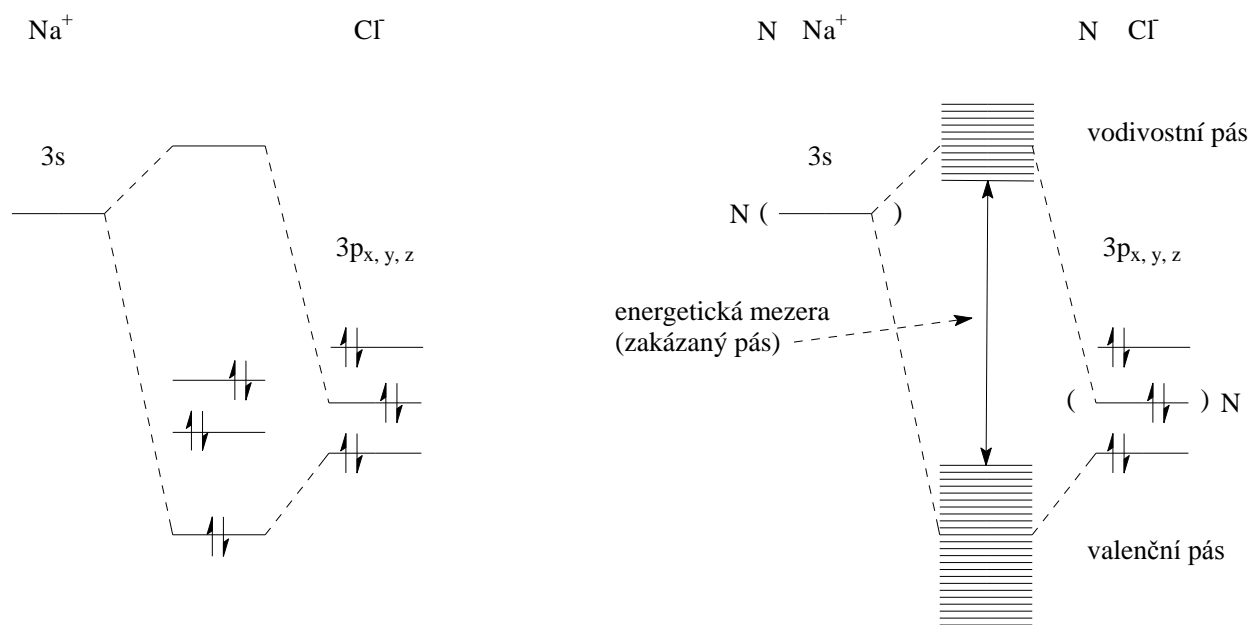 Na+ Cl-
N Na+ N Cl-
3s
3px, y, z
3s
vodivostní pás
N ( )
3px, y, z
energetická mezera
(zakázaný pás)
( ) N
valenční pás